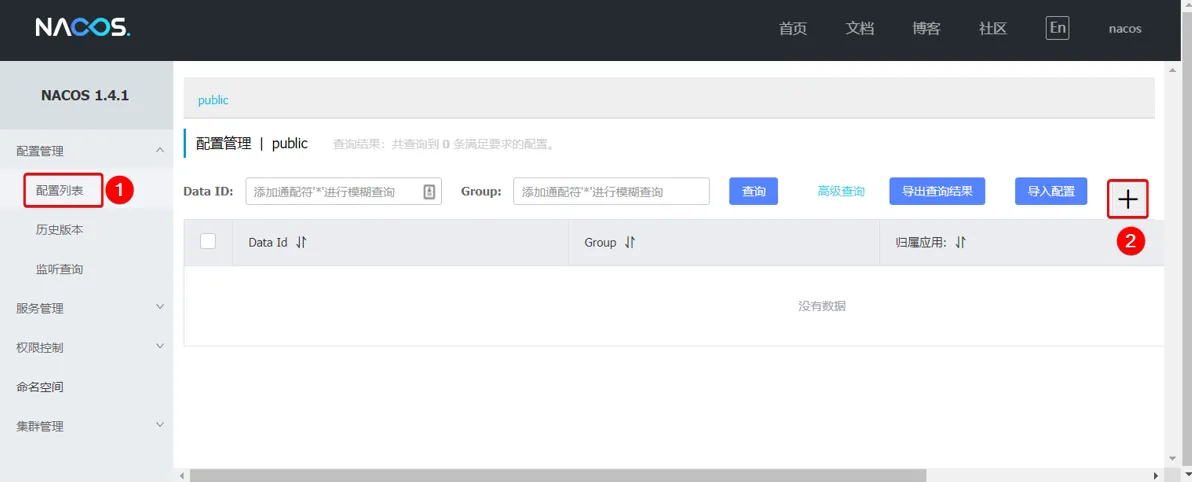 NACOS.
首页 文档 博客 社区 En nacos
NACOS 1.4.1
配置管理
配置列表 1
历史版本
监听查询
服务管理
权限控制
命名空间
集群管理
public
配置管理 | public 查询结果：共查询到 0 条满足要求的配置。
Data ID: 添加通配符'*'进行模糊查询 Group: 添加通配符'*'进行模糊查询 查询 高级查询 导出查询结果 导入配置 +
2
Data Id Group 归属应用:
没有数据